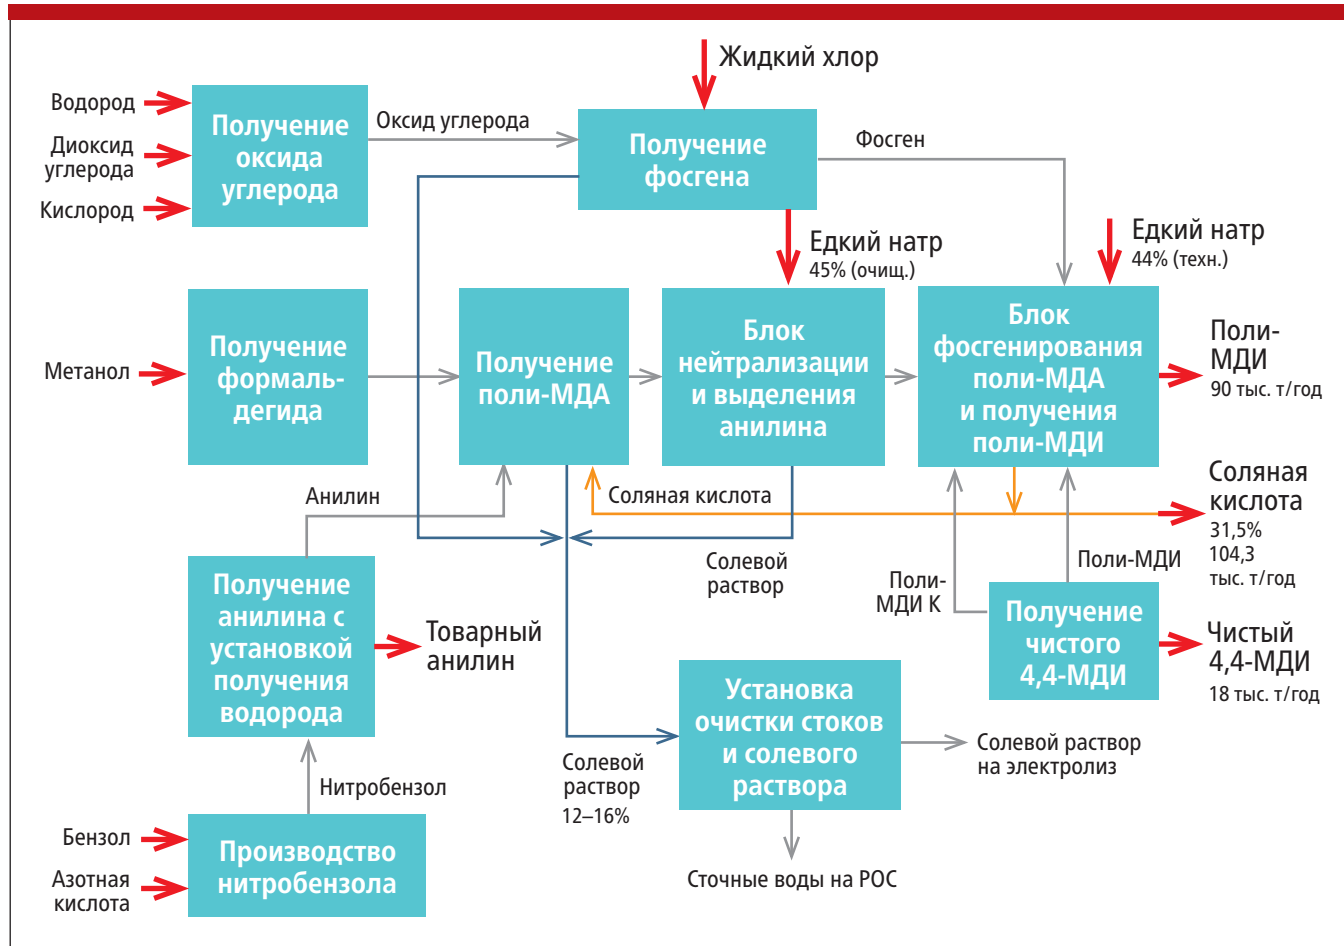 Жидкий хлор
Водород
Диоксид
углерода
Кислород
Получение
оксида
углерода
Оксид углерода
Получение
фосгена
Фосген
Едкий натр
45% (очищ.)
Едкий натр
44% (техн.)
Метанол
Получение
формаль-
дегида
Получение
поли-МДА
Блок
нейтрализации
и выделения
анилина
Блок
фосгенирования
поли-МДА
и получения
поли-МДИ
Поли-
МДИ
90 тыс. т/год
Анилин
Соляная кислота
Соляная
кислота
31,5%
104,3
тыс. т/год
Солевой
раствор
Поли-
МДИ К
Поли-МДИ
Получение
анилина с
установкой
получения
водорода
Товарный
анилин
Получение
чистого
4,4-МДИ
Чистый
4,4-МДИ
18 тыс. т/год
Установка
очистки стоков
и солевого
раствора
Солевой
раствор
12–16%
Солевой раствор
на электролиз
Нитробензол
Бензол
Азотная
кислота
Производство
нитробензола
Сточные воды на РОС